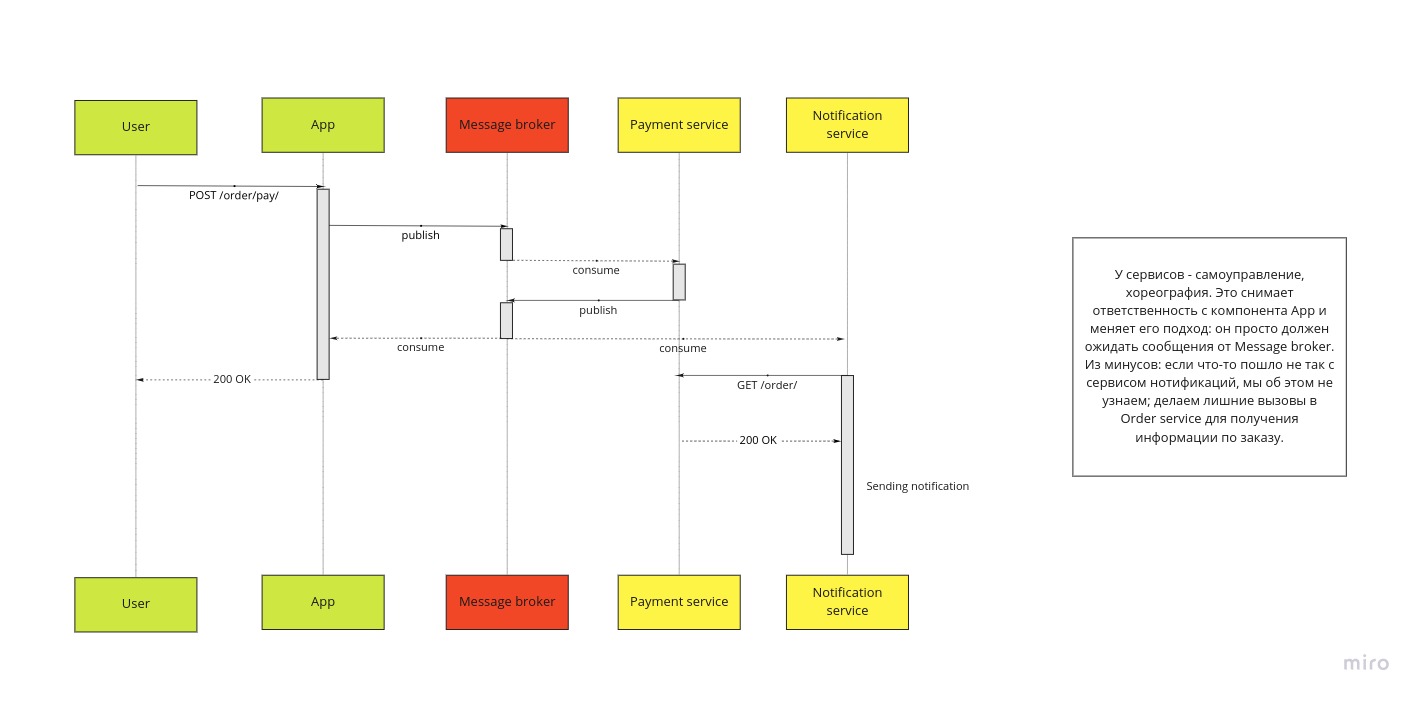 User
App
Message broker
Payment service
Notification
service
POST /order/pay/
publish
consume
publish
consume
consume
200 OK
GET /order/
200 OK
Sending notification
У сервисов - самоуправление,
хореография. Это снимает
ответственность с компонента App и
меняет его подход: он просто должен
ожидать сообщения от Message broker.
Из минусов: если что-то пошло не так с
сервисом нотификаций, мы об этом не
узнаем; делаем лишние вызовы в
Order service для получения
информации по заказу.
User
App
Message broker
Payment service
Notification
service
miro